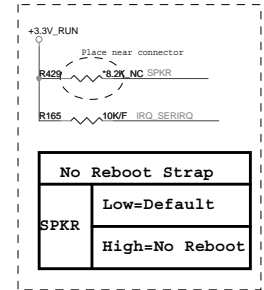 +3.3V_RUN
Place near connector
R429 *8.2K_NC SPKR
R165 10K/F IRQ_SERIRQ
No Reboot Strap
SPKR
Low=Default
High=No Reboot